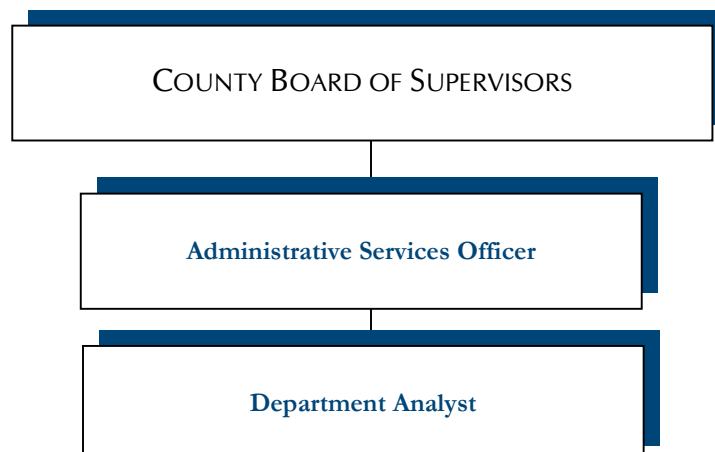 COUNTY BOARD OF SUPERVISORS
Administrative Services Officer
Department Analyst